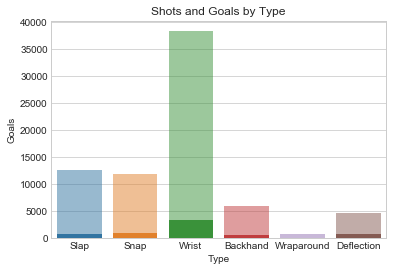 Shots and Goals by Type
40000
35000
30000
25000
20000
15000
10000
5000
0
Goals
Slap Snap Wrist Backhand Wraparound Deflection
Type